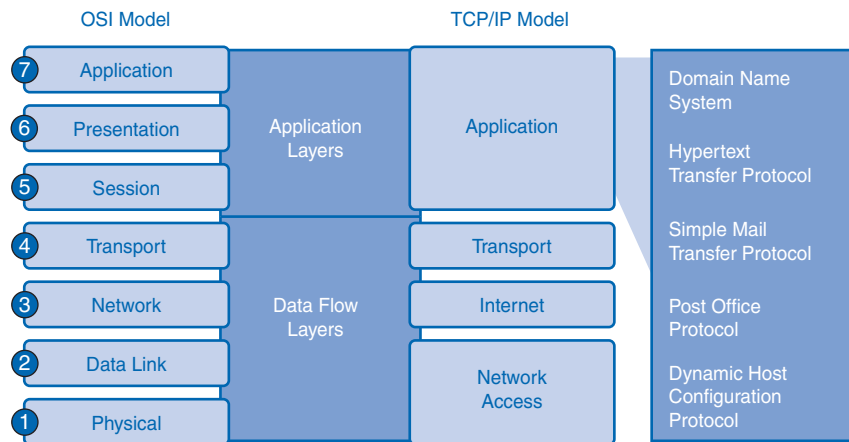 OSI Model
TCP/IP Model
7
Application
6
Presentation
5
Session
4
Transport
3
Network
2
Data Link
1
Physical
Application
Layers
Data Flow
Layers
Application
Transport
Internet
Network
Access
Domain Name
System
Hypertext
Transfer Protocol
Simple Mail
Transfer Protocol
Post Office
Protocol
Dynamic Host
Configuration
Protocol